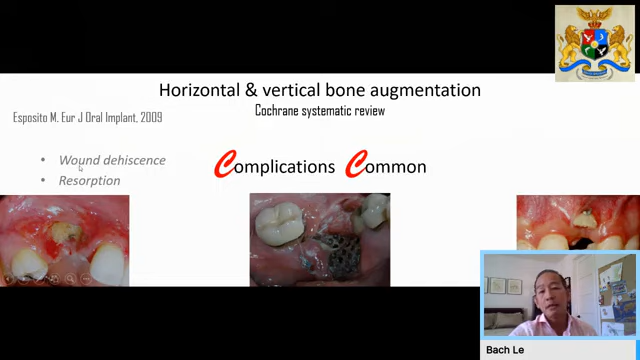 Horizontal & vertical bone augmentation
Cochrane systematic review
Esposito M. Eur J Oral Implant, 2009
• Wound dehiscence
• Resorption
Complications Common
Bach Le